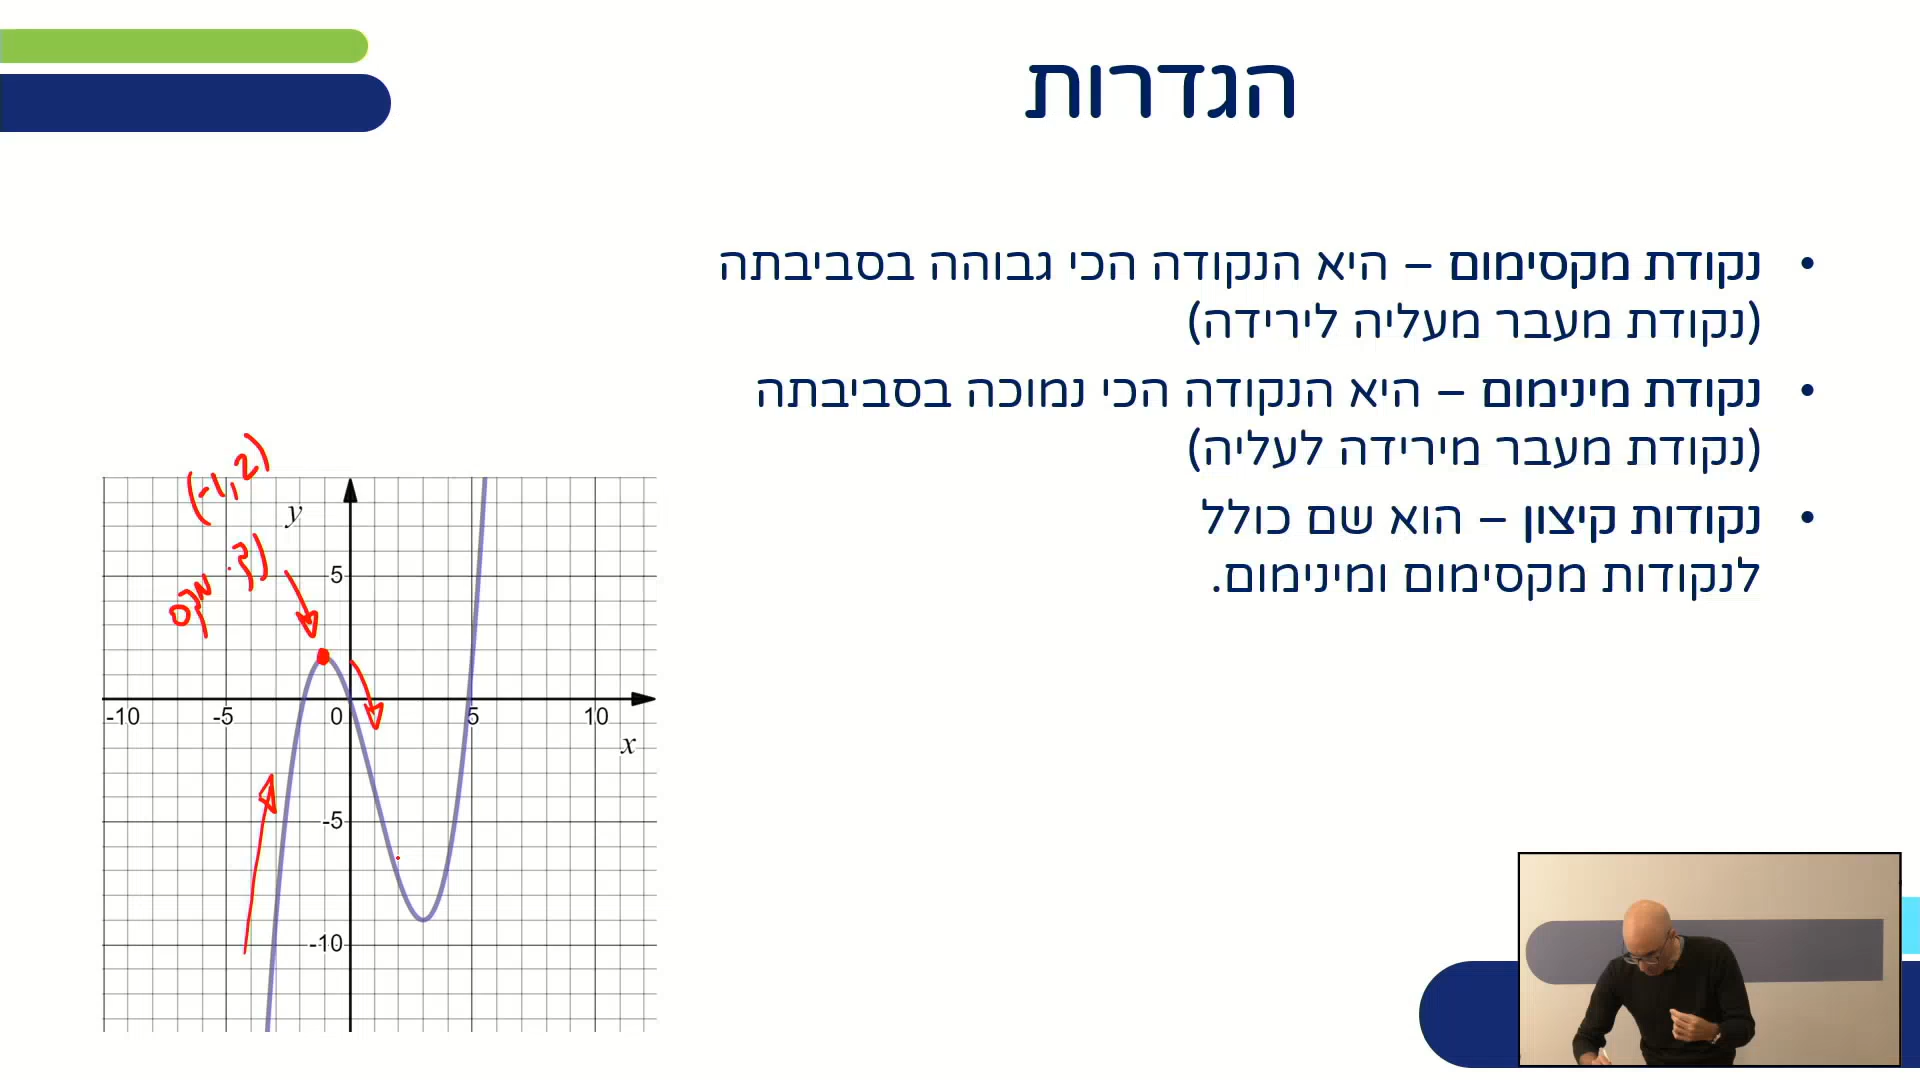 הגדרות
• נקודת מקסימום – היא הנקודה הכי גבוהה בסביבתה
(נקודת מעבר מעליה לירידה)
• נקודת מינימום – היא הנקודה הכי נמוכה בסביבתה
(נקודת מעבר מירידה לעליה)
• נקודות קיצון – הוא שם כולל
לנקודות מקסימום ומינימום.
(-1,2)
y
נק. מקס
5
-10 -5 0 5 10
x
-5
-10